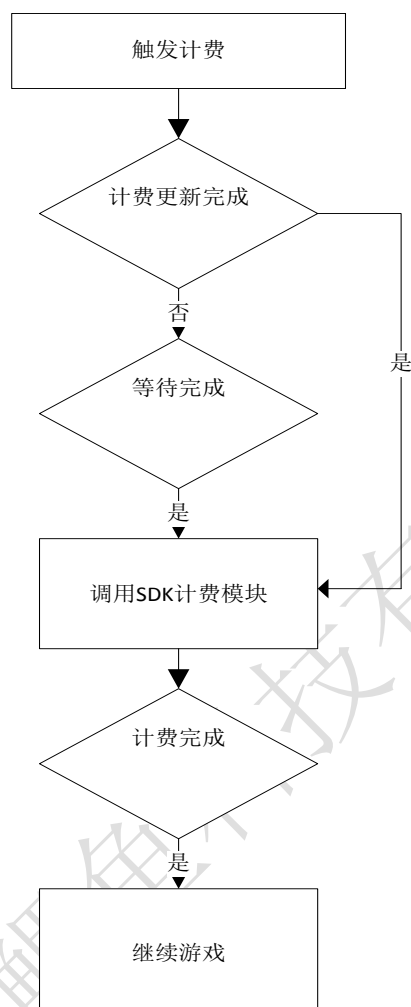 触发计费
计费更新完成
否
等待完成
是
是
调用SDK计费模块
计费完成
是
继续游戏